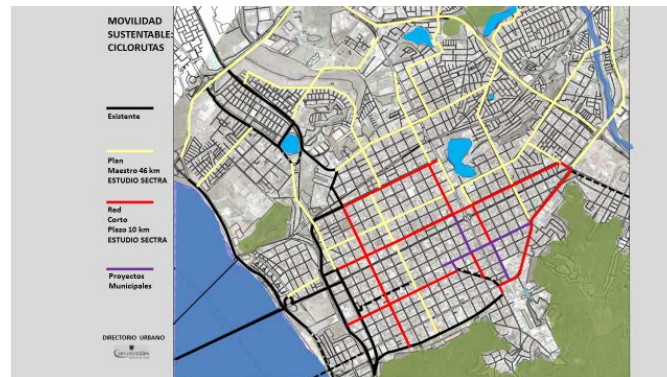 MOVILIDAD
SUSTENTABLE:
CICLORUTAS
Existente
Plan
Maestro 46 km
ESTUDIO SECTRA
Red
Corto
Plazo 10 km
ESTUDIO SECTRA
Proyectos
Municipales
DIRECTORIO URBANO